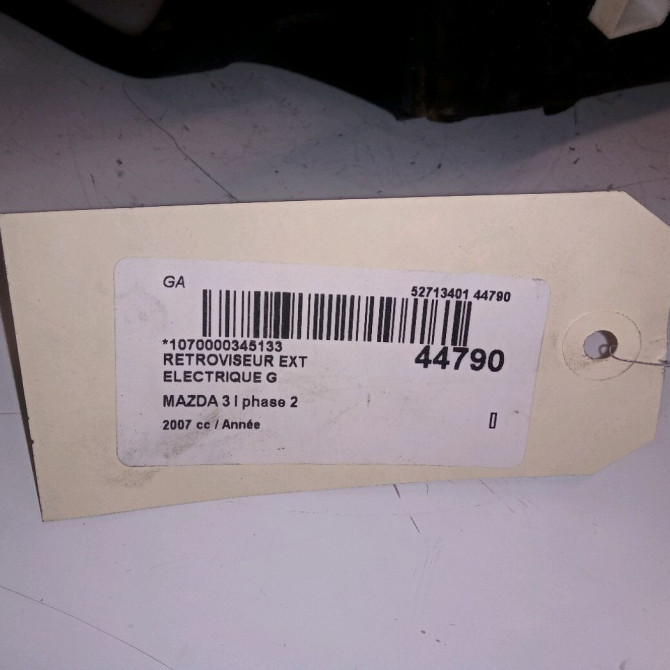 GA
52713401 44790
*1070000345133
44790
RETROVISEUR EXT
ELECTRIQUE G
MAZDA 3 I phase 2
2007 cc / Année